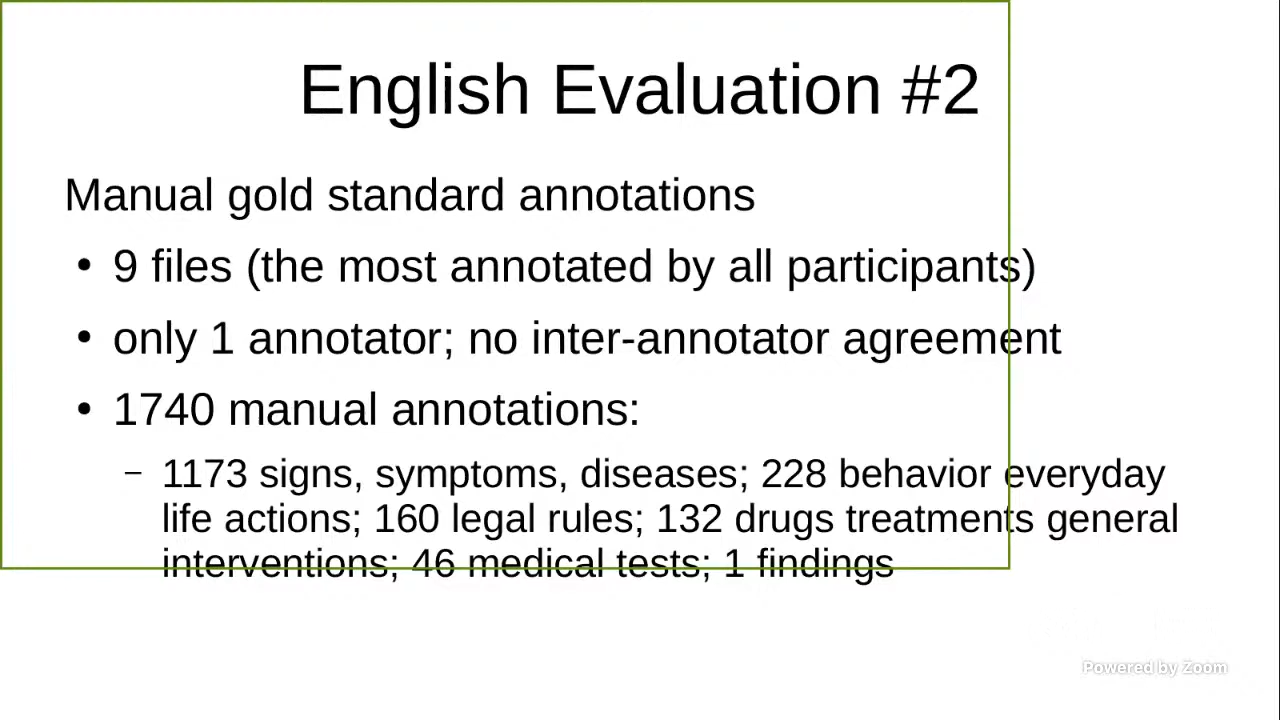 English Evaluation #2
Manual gold standard annotations
• 9 files (the most annotated by all participants)
• only 1 annotator; no inter-annotator agreement
• 1740 manual annotations:
– 1173 signs, symptoms, diseases; 228 behavior everyday
life actions; 160 legal rules; 132 drugs treatments general
interventions; 46 medical tests; 1 findings
Powered by Zoom